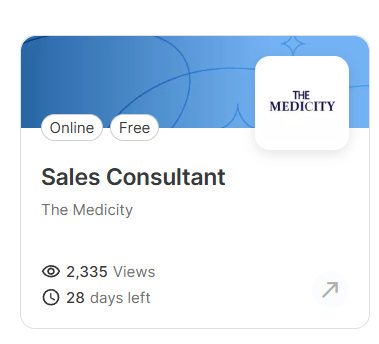 THE
MEDICITY
Online Free
Sales Consultant
The Medicity
2,335 Views
28 days left